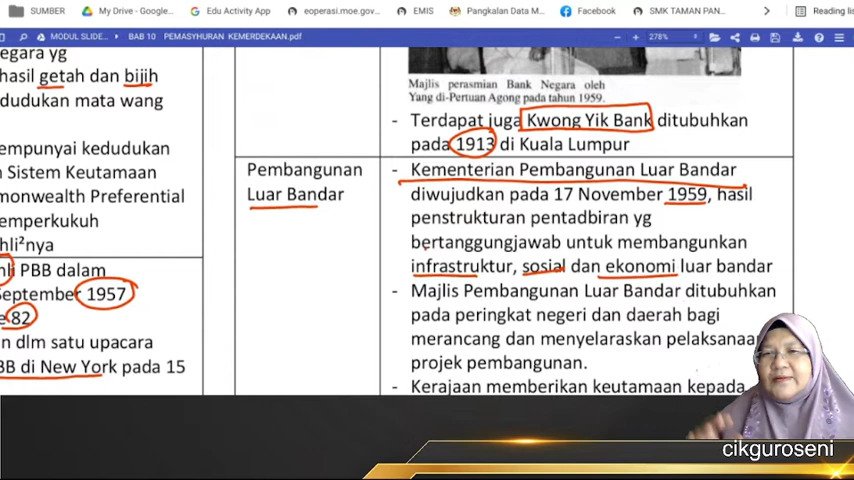 SUMBER
My Drive - Google...
Edu Activity Blog
eoperasi.moe.gov...
EMIS
Pangkalan Data M...
Facebook
SMK TAMAN PAN...
Reading lis
MODUL SLIDE...
BAB 10 PEMASYHURAN KEMERDEKAAN.pdf
278%
egara yg
hasil getah dan bijih
dudukan mata wang
empunyai kedudukan
n Sistem Keutamaan
monwealth Preferential
emperkukuh
hli²nya
nli PBB dalam
September 1957
e 82
n dlm satu upacara
BB di New York pada 15
Majlis perasmian Bank Negara oleh
Yang di-Pertuan Agong pada tahun 1959.
- Terdapat juga Kwong Yik Bank ditubuhkan
pada 1913 di Kuala Lumpur
Pembangunan
Luar Bandar
- Kementerian Pembangunan Luar Bandar
diwujudkan pada 17 November 1959, hasil
penstrukturan pentadbiran yg
bertanggungjawab untuk membangunkan
infrastruktur, sosial dan ekonomi luar bandar
- Majlis Pembangunan Luar Bandar ditubuhkan
pada peringkat negeri dan daerah bagi
merancang dan menyelaraskan pelaksanaa
projek pembangunan.
- Kerajaan memberikan keutamaan kepada
cikguroseni